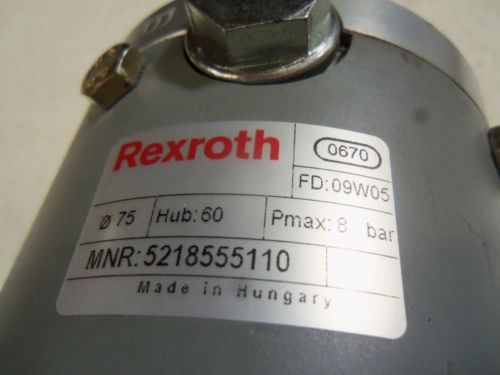 Rexroth
0670
FD:09W05
Ø 75 Hub:60 Pmax: 8 bar
MNR:5218555110
Made in Hungary